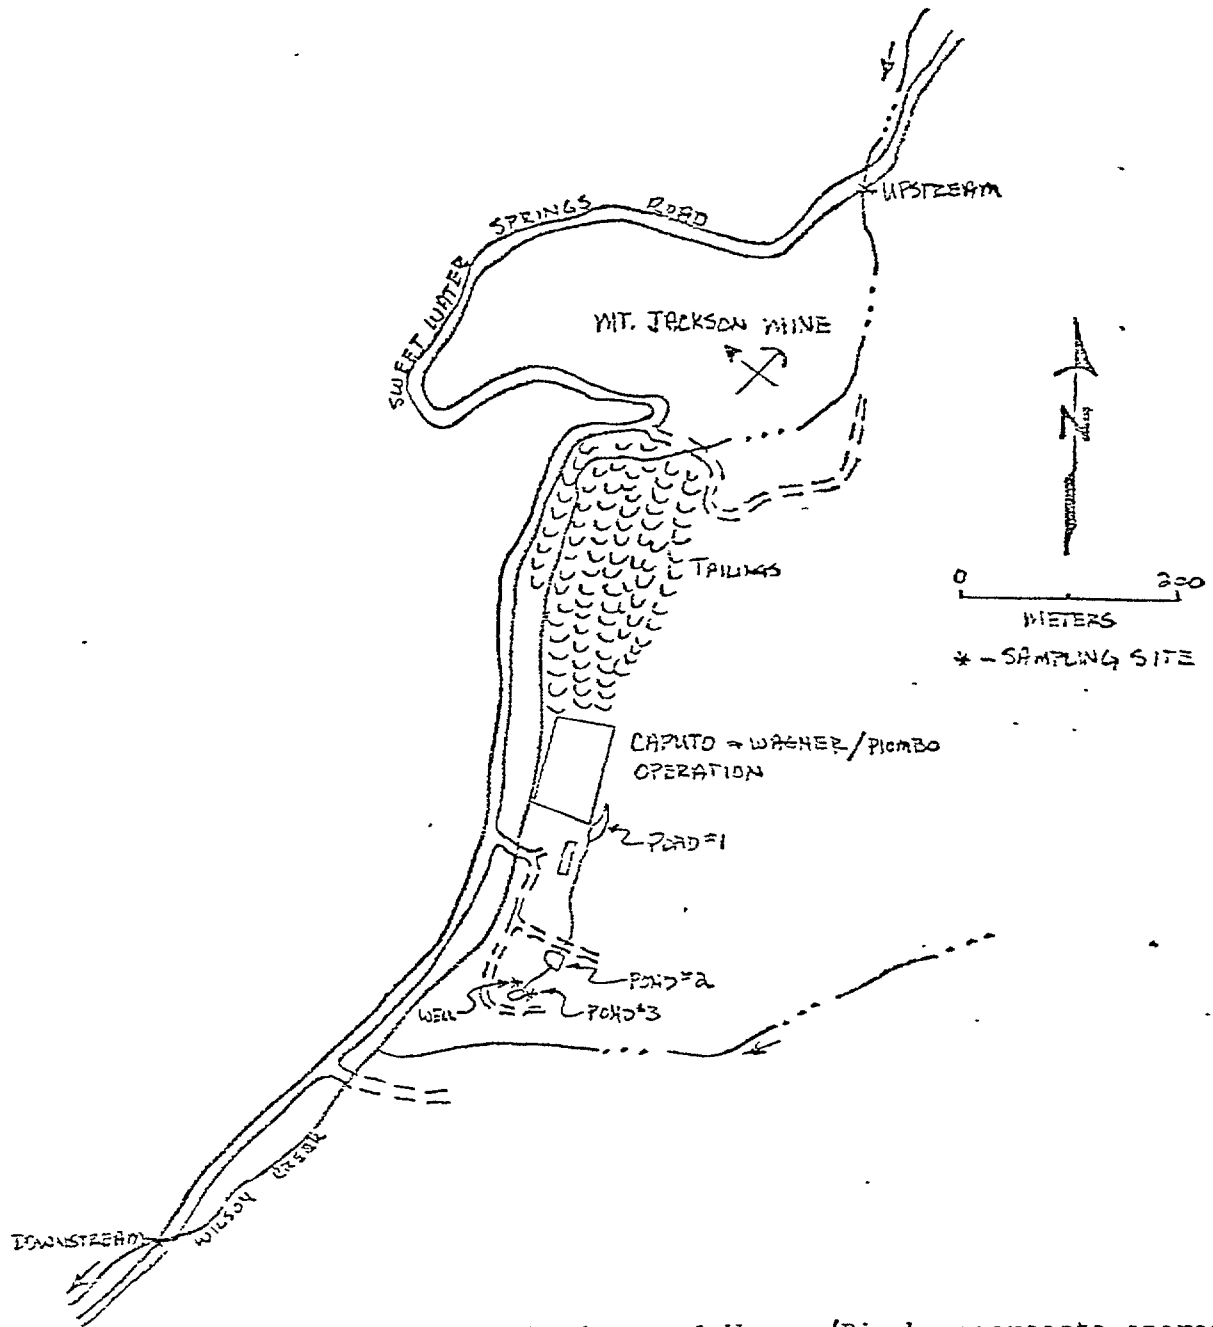 UPSTREAM
SWEET WATER SPRINGS ROAD
MT. JACKSON MINE
N
TAILINGS
0 200
METERS
* - SAMPLING SITE
CAPUTO - WAGNER/PIOMBO
OPERATION
POND #1
POND #2
WELL
POND #3
WILSON CREEK
DOWNSTREAM